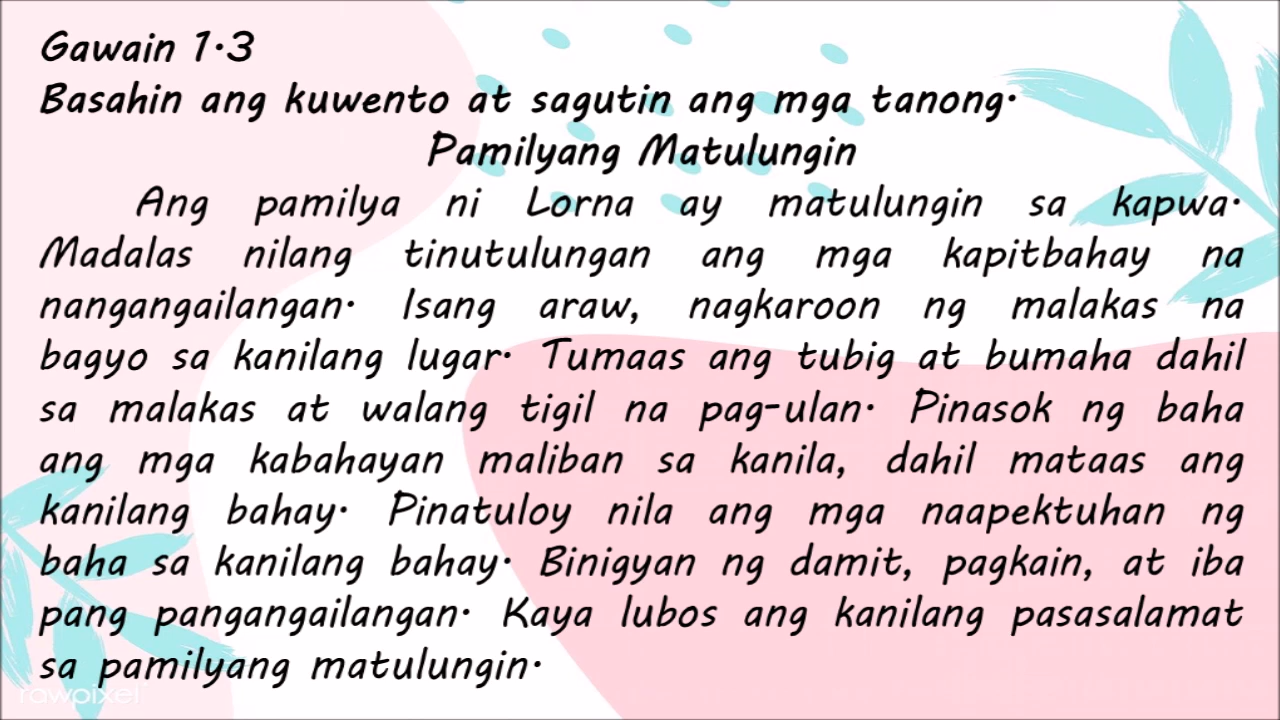 Gawain 1.3
Basahin ang kuwento at sagutin ang mga tanong.
Pamilyang Matulungin
Ang pamilya ni Lorna ay matulungin sa kapwa.
Madalas nilang tinutulungan ang mga kapitbahay na
nangangailangan. Isang araw, nagkaroon ng malakas na
bagyo sa kanilang lugar. Tumaas ang tubig at bumaha dahil
sa malakas at walang tigil na pag-ulan. Pinasok ng baha
ang mga kabahayan maliban sa kanila, dahil mataas ang
kanilang bahay. Pinatuloy nila ang mga naapektuhan ng
baha sa kanilang bahay. Binigyan ng damit, pagkain, at iba
pang pangangailangan. Kaya lubos ang kanilang pasasalamat
sa pamilyang matulungin.
rawpixel